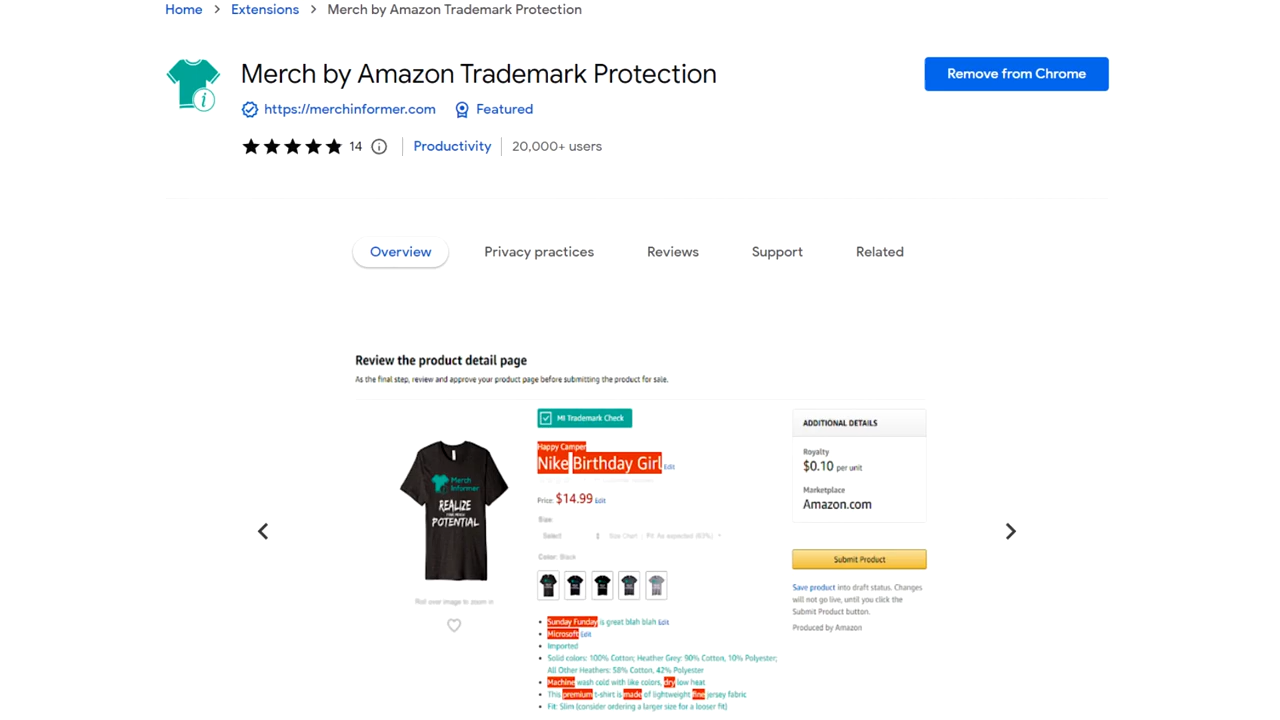 Home > Extensions > Merch by Amazon Trademark Protection
Merch by Amazon Trademark Protection
Remove from Chrome
https://merchinformer.com Featured
14 Productivity 20,000+ users
Overview Privacy practices Reviews Support Related
Review the product detail page
As the final step, review and approve your product page before submitting the product for sale.
MI Trademark Check
Happy Camper
Nike Birthday Girl Edit
Price: $14.99 Edit
Size:
Select Size Chart Fit: As expected (83%)
Color: Black
Merch
Informer
REALIZE
POTENTIAL
Roll over image to zoom in
Sunday Funday is great blah blah Edit
Microsoft Edit
Imported
Solid colors: 100% Cotton; Heather Grey: 90% Cotton, 10% Polyester;
All Other Heathers: 58% Cotton, 42% Polyester
Machine wash cold with like colors, dry low heat
This premium t-shirt is made of lightweight fine jersey fabric
Fit: Slim (consider ordering a larger size for a looser fit)
ADDITIONAL DETAILS
Royalty
$0.10 per unit
Marketplace
Amazon.com
Submit Product
Save product into draft status. Changes
will not go live, until you click the
Submit Product button.
Produced by Amazon